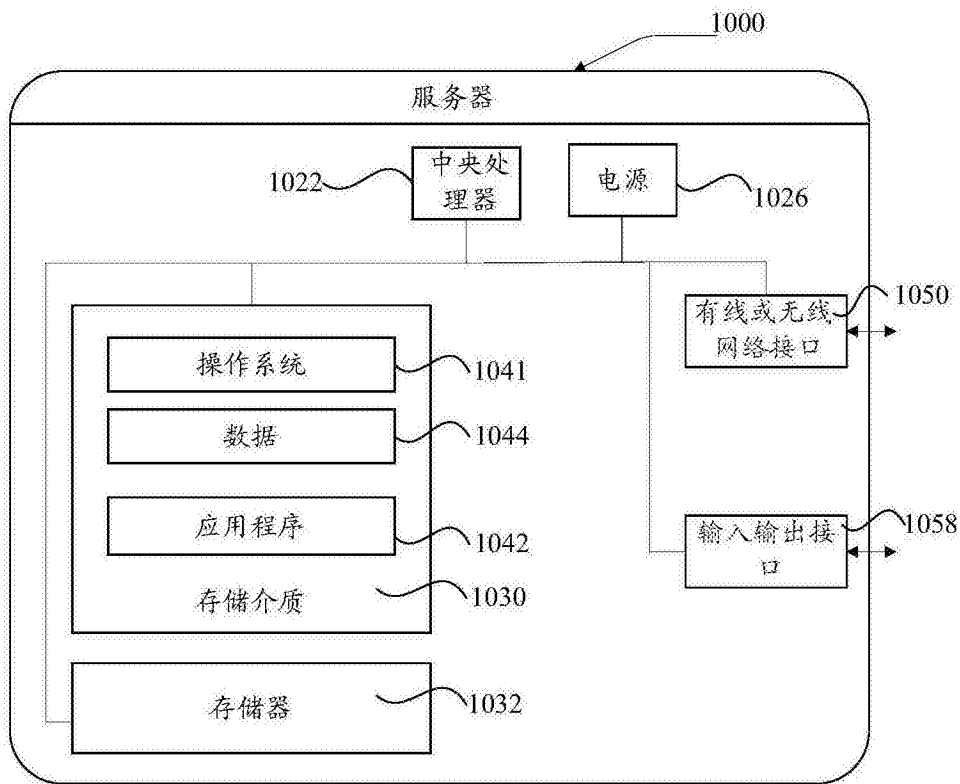 1000
服务器
中央处
理器
1022
电源
1026
有线或无线
网络接口
1050
操作系统
1041
数据
1044
应用程序
1042
存储介质
1030
输入输出接
口
1058
存储器
1032